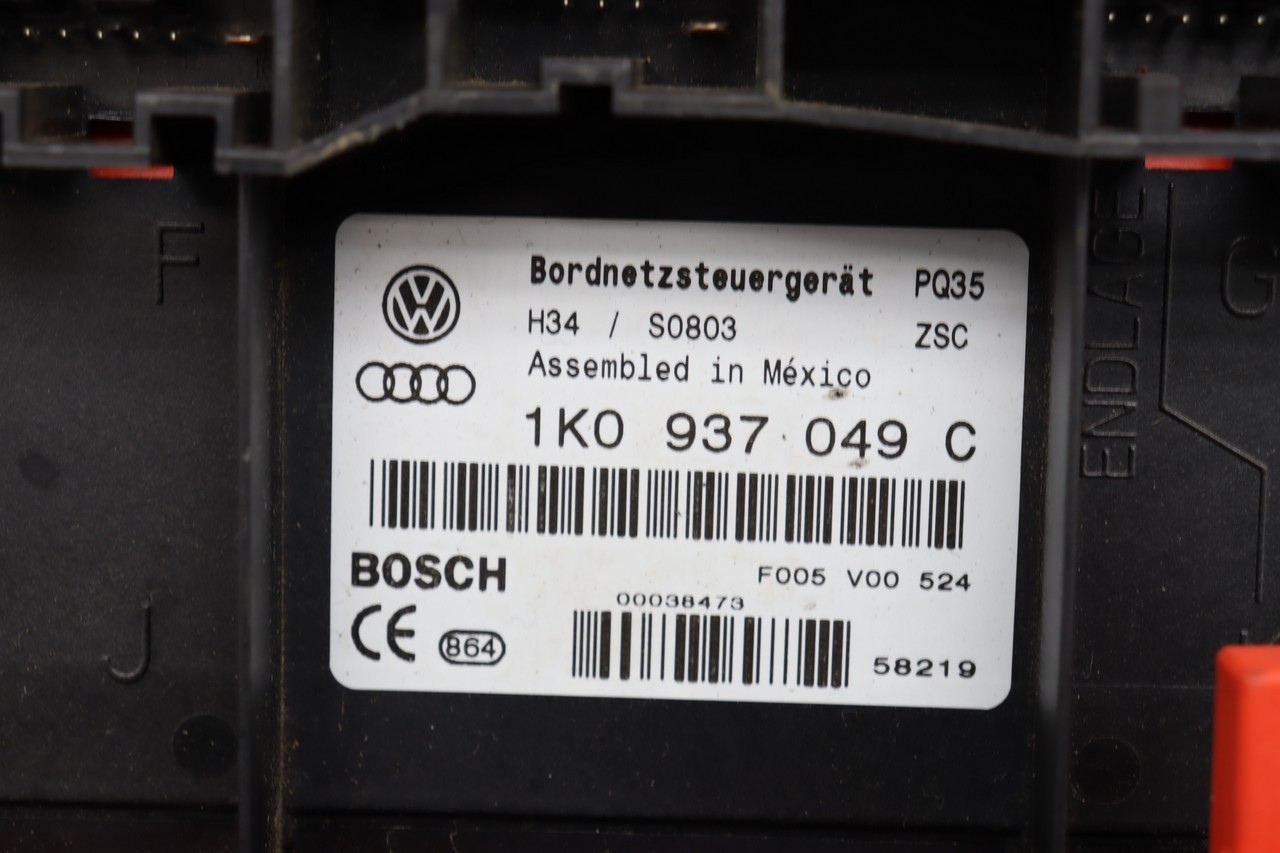 F
Bordnetzsteuergerät PQ35
H34 / S0803 ZSC
Assembled in México
1K0 937 049 C
BOSCH
F005 V00 524
00038473
CE
864
58219
ENDLAGE
G
J